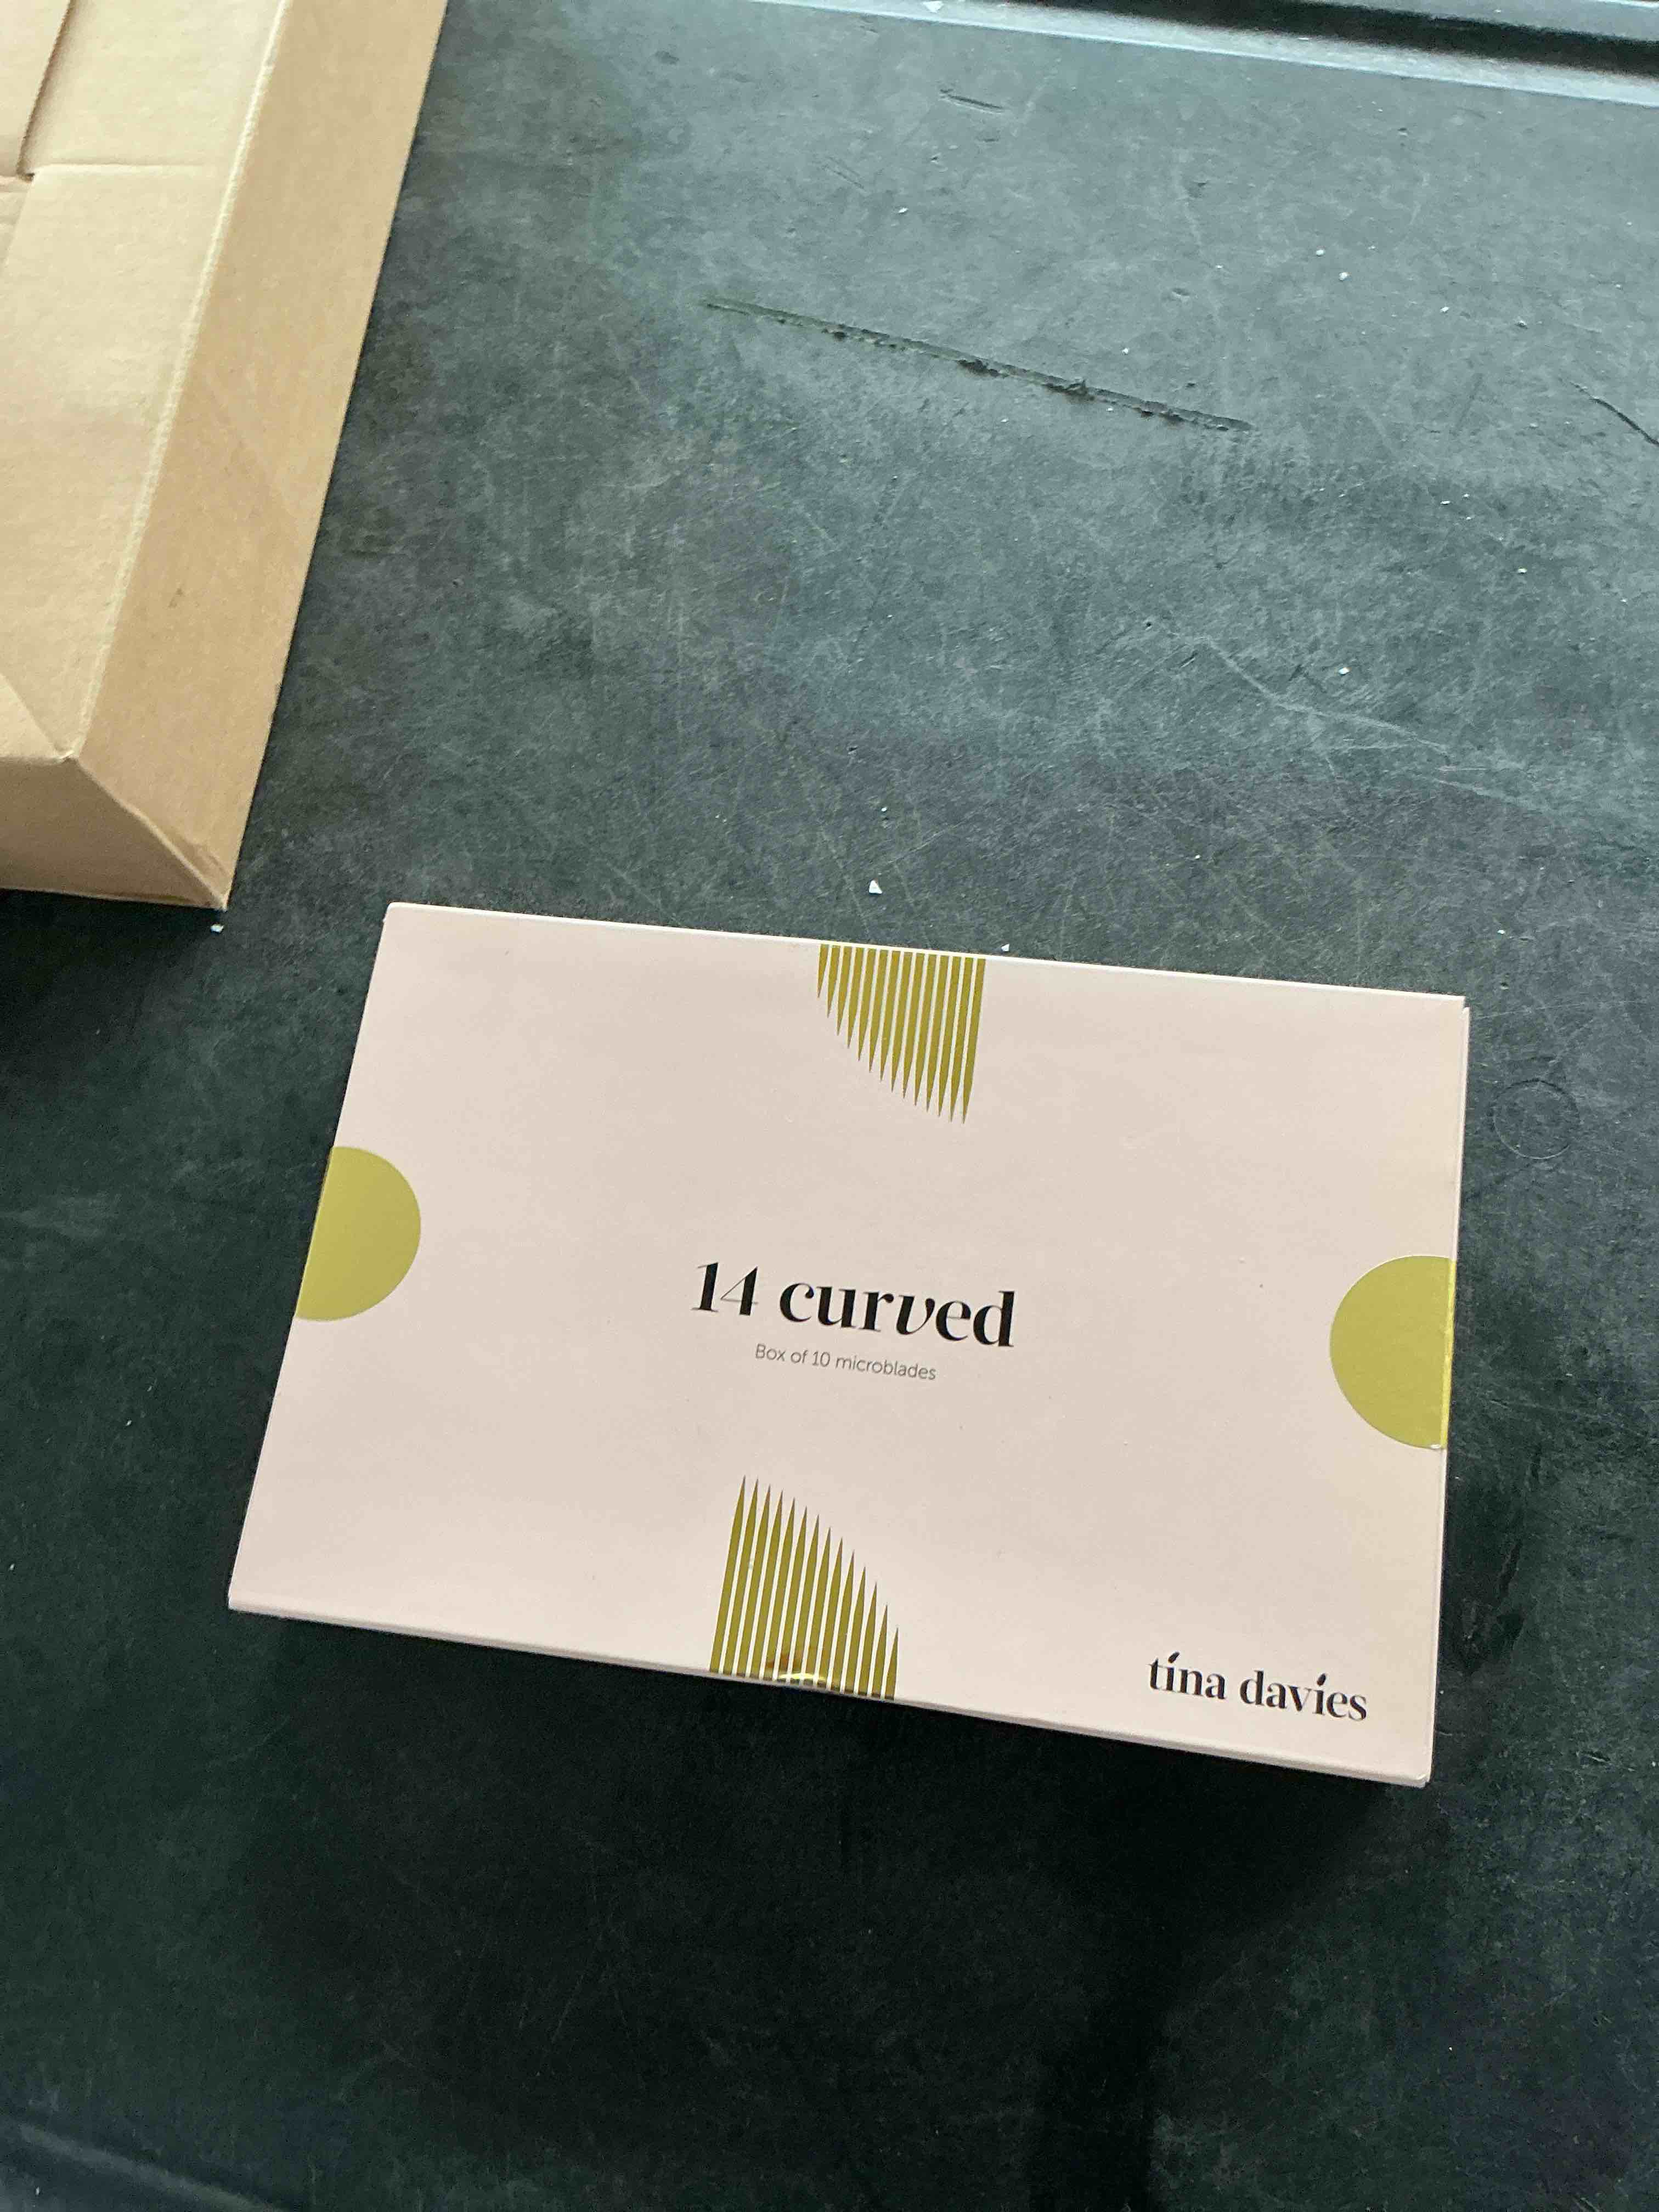 14 curved
Box of 10 microblades
tina davies